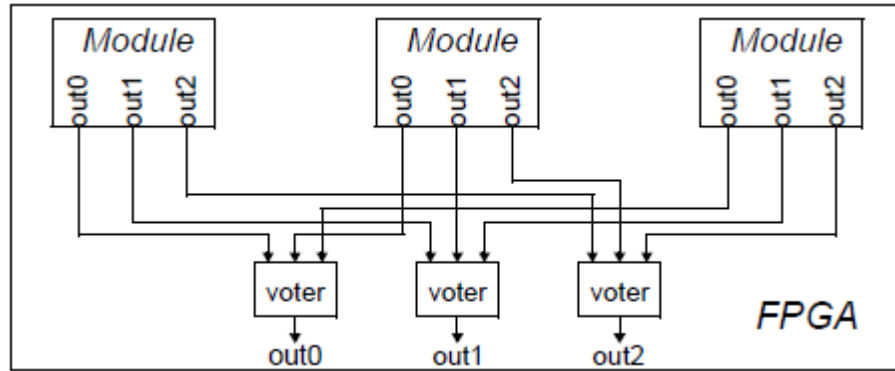 Module Module Module
out0 out1 out2 out0 out1 out2 out0 out1 out2
voter voter voter
FPGA
out0 out1 out2